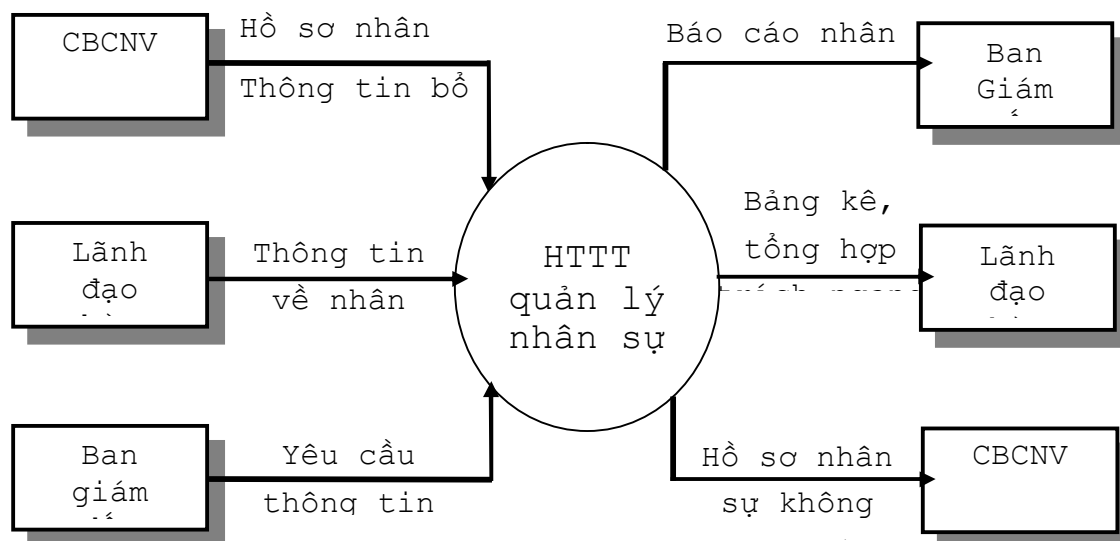 CBCNV
Hồ sơ nhân
Thông tin bổ
Báo cáo nhân
Ban
Giám
Lãnh
đạo
Thông tin
về nhân
HTTT
quản lý
nhân sự
Bảng kê,
tổng hợp
Lãnh
đạo
Ban
giám
Yêu cầu
thông tin
Hồ sơ nhân
sự không
CBCNV